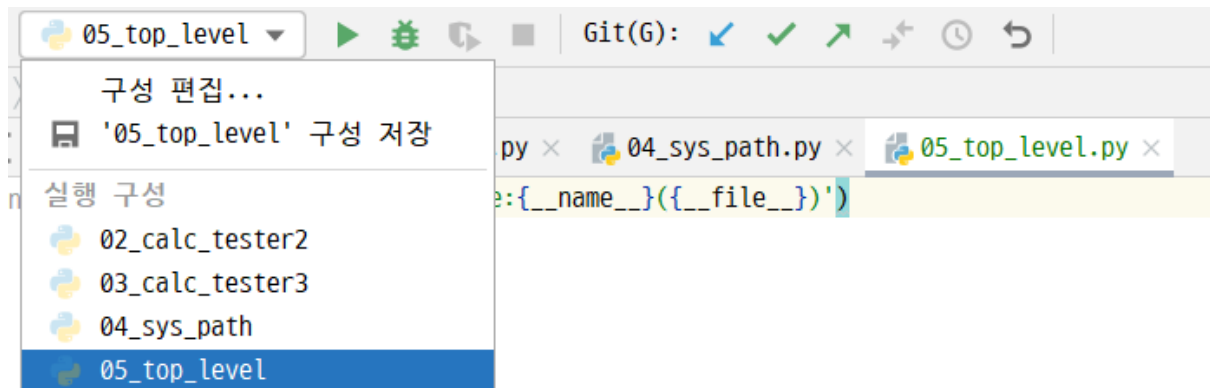 05_top_level Git(G):
구성 편집...
'05_top_level' 구성 저장
.py 04_sys_path.py 05_top_level.py
실행 구성
e:{__name__}({__file__})')
02_calc_tester2
03_calc_tester3
04_sys_path
05_top_level